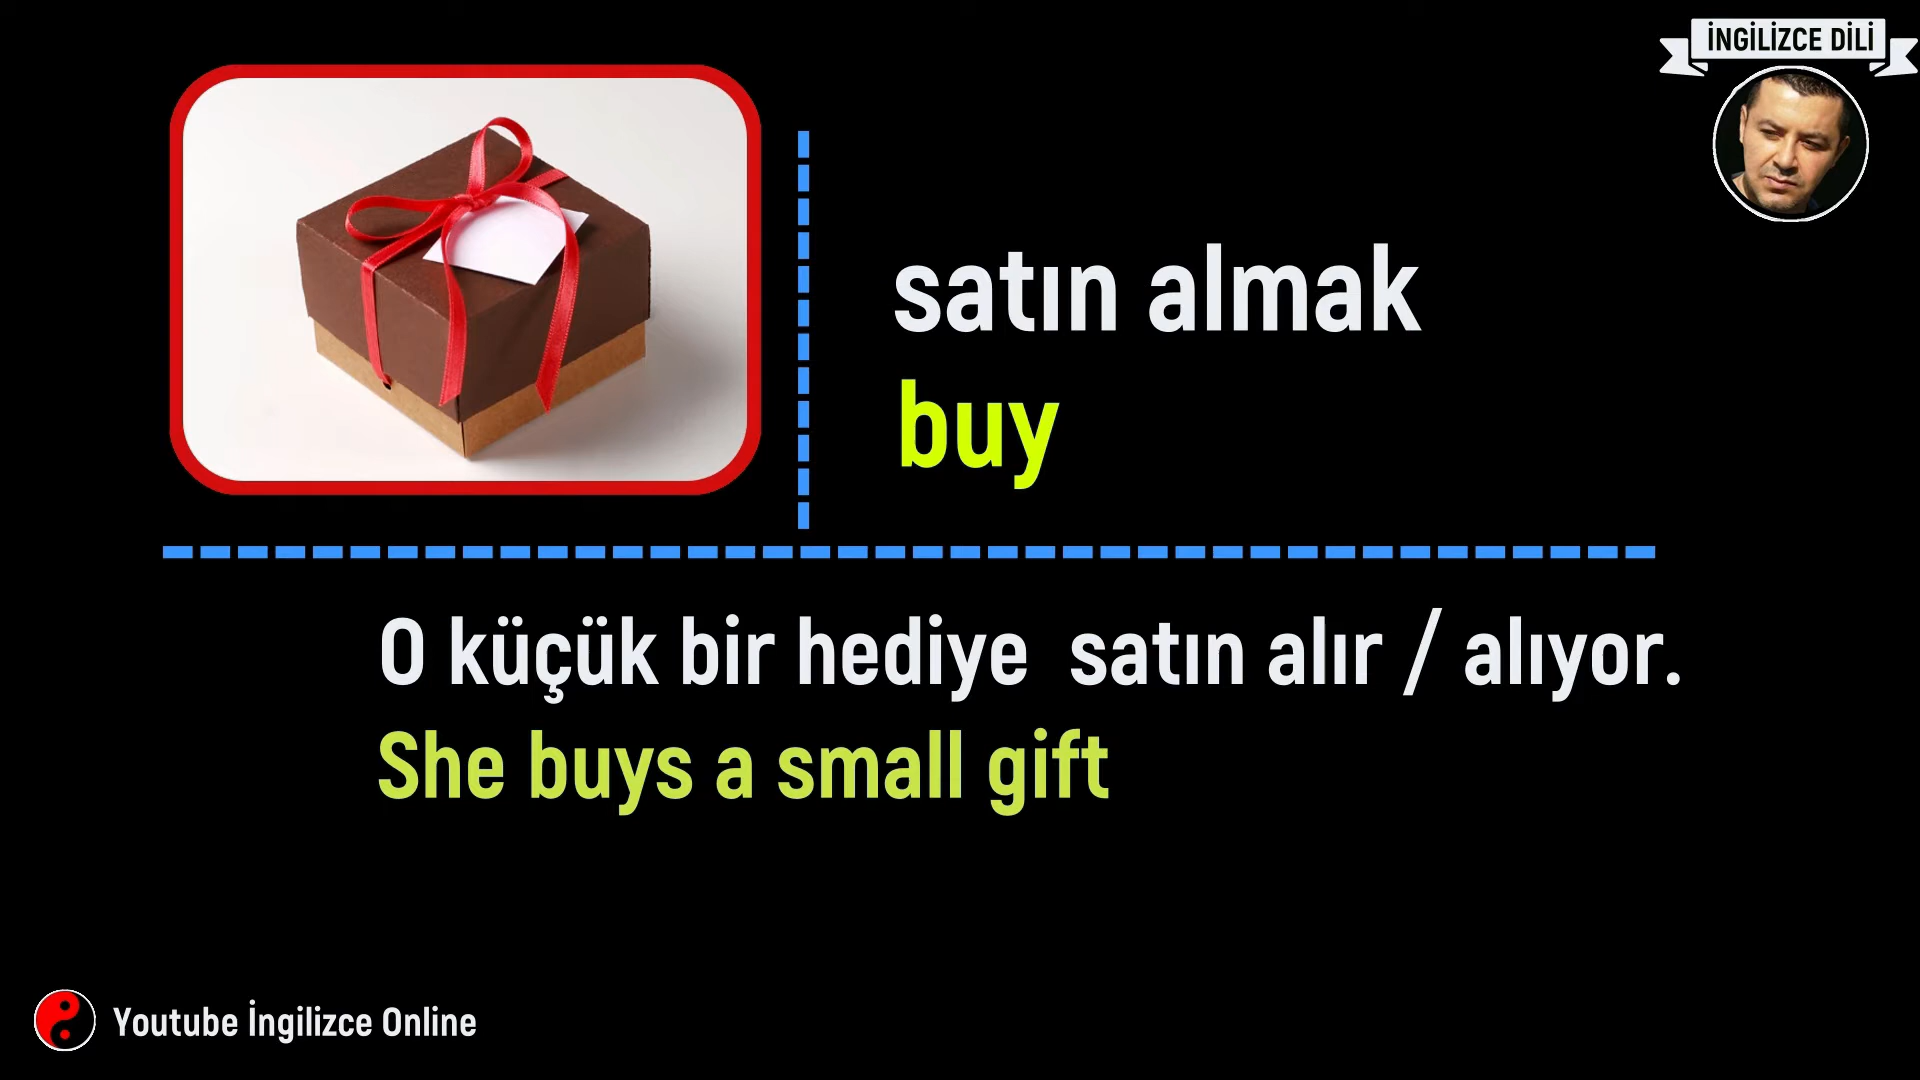 İNGİLİZCE DİLİ
satın almak
buy
O küçük bir hediye  satın alır / alıyor.
She buys a small gift
Youtube İngilizce Online